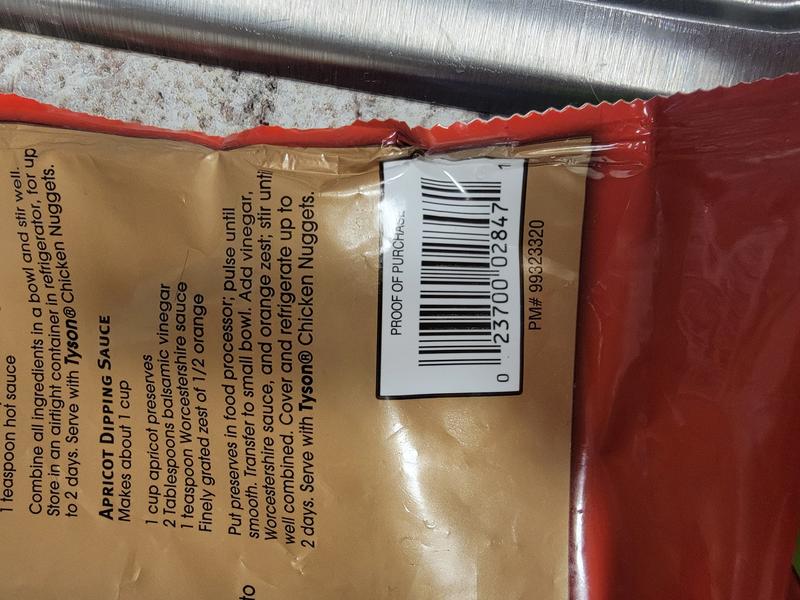 1 teaspoon hot sauce
Combine all ingredients in a bowl and stir well.
Store in an airtight container in refrigerator, for up
to 2 days. Serve with Tyson® Chicken Nuggets.
APRICOT DIPPING SAUCE
Makes about 1 cup
1 cup apricot preserves
2 Tablespoons balsamic vinegar
1 teaspoon Worcestershire sauce
Finely grated zest of 1/2 orange
Put preserves in food processor; pulse until
smooth. Transfer to small bowl. Add vinegar,
Worcestershire sauce, and orange zest; stir until
well combined. Cover and refrigerate up to
2 days. Serve with Tyson® Chicken Nuggets.
to
PROOF OF PURCHASE
0 23700 02847 1
PM# 99323320